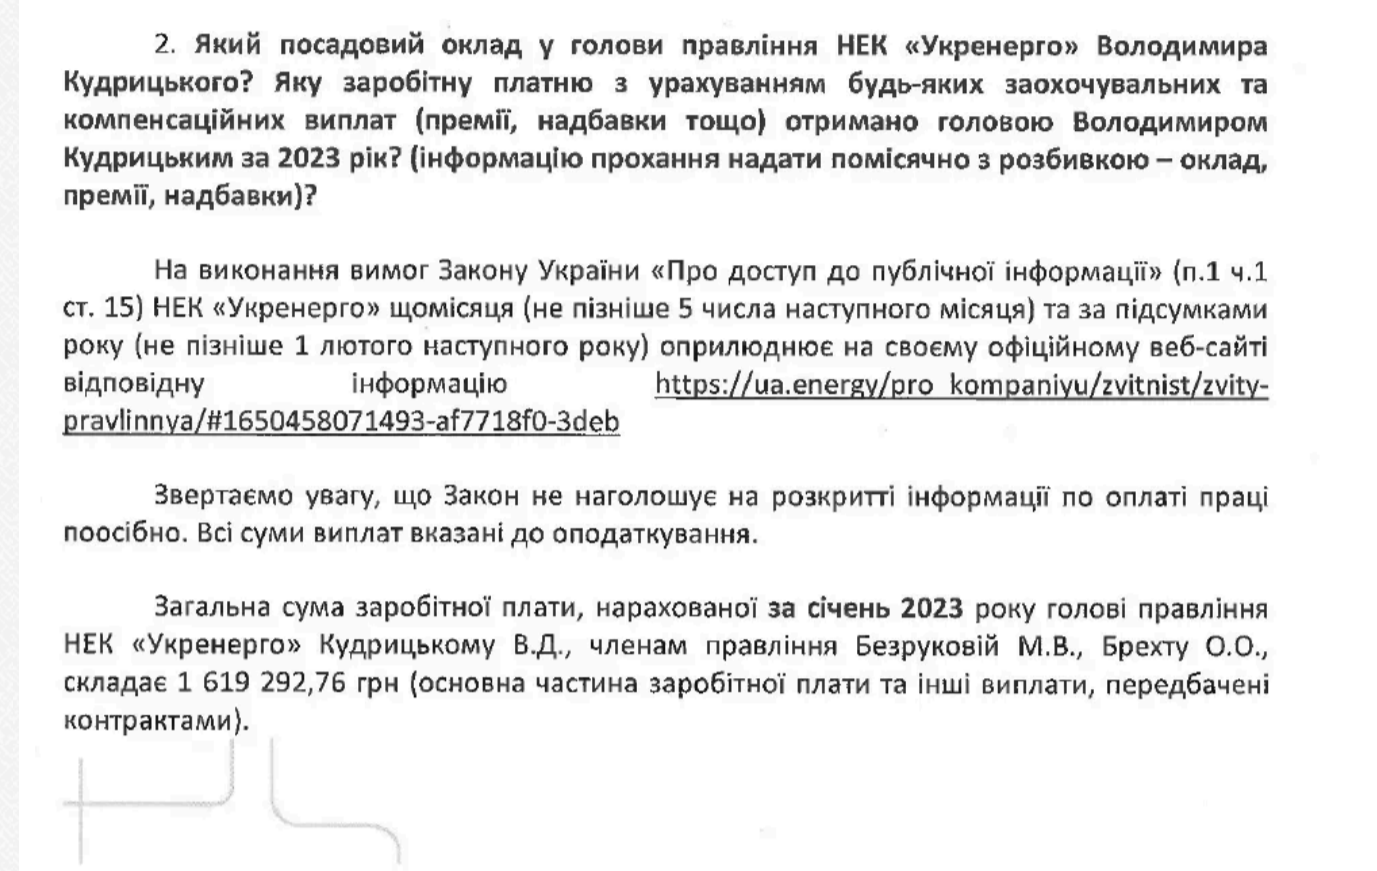 2. Який посадовий оклад у голови правління НЕК «Укренерго» Володимира
Кудрицького? Яку заробітну платню з урахуванням будь-яких заохочувальних та
компенсаційних виплат (премії, надбавки тощо) отримано головою Володимиром
Кудрицьким за 2023 рік? (інформацію прохання надати помісячно з розбивкою – оклад,
премії, надбавки)?
На виконання вимог Закону України «Про доступ до публічної інформації» (п.1 ч.1
ст. 15) НЕК «Укренерго» щомісяця (не пізніше 5 числа наступного місяця) та за підсумками
року (не пізніше 1 лютого наступного року) оприлюднює на своєму офіційному веб-сайті
відповідну інформацію https://ua.energy/pro_kompaniyu/zvitnist/zvity-
pravlinnya/#1650458071493-af7718f0-3deb
Звертаємо увагу, що Закон не наголошує на розкритті інформації по оплаті праці
поосібно. Всі суми виплат вказані до оподаткування.
Загальна сума заробітної плати, нарахованої за січень 2023 року голові правління
НЕК «Укренерго» Кудрицькому В.Д., членам правління Безруковій М.В., Брехту О.О.,
складає 1 619 292,76 грн (основна частина заробітної плати та інші виплати, передбачені
контрактами).